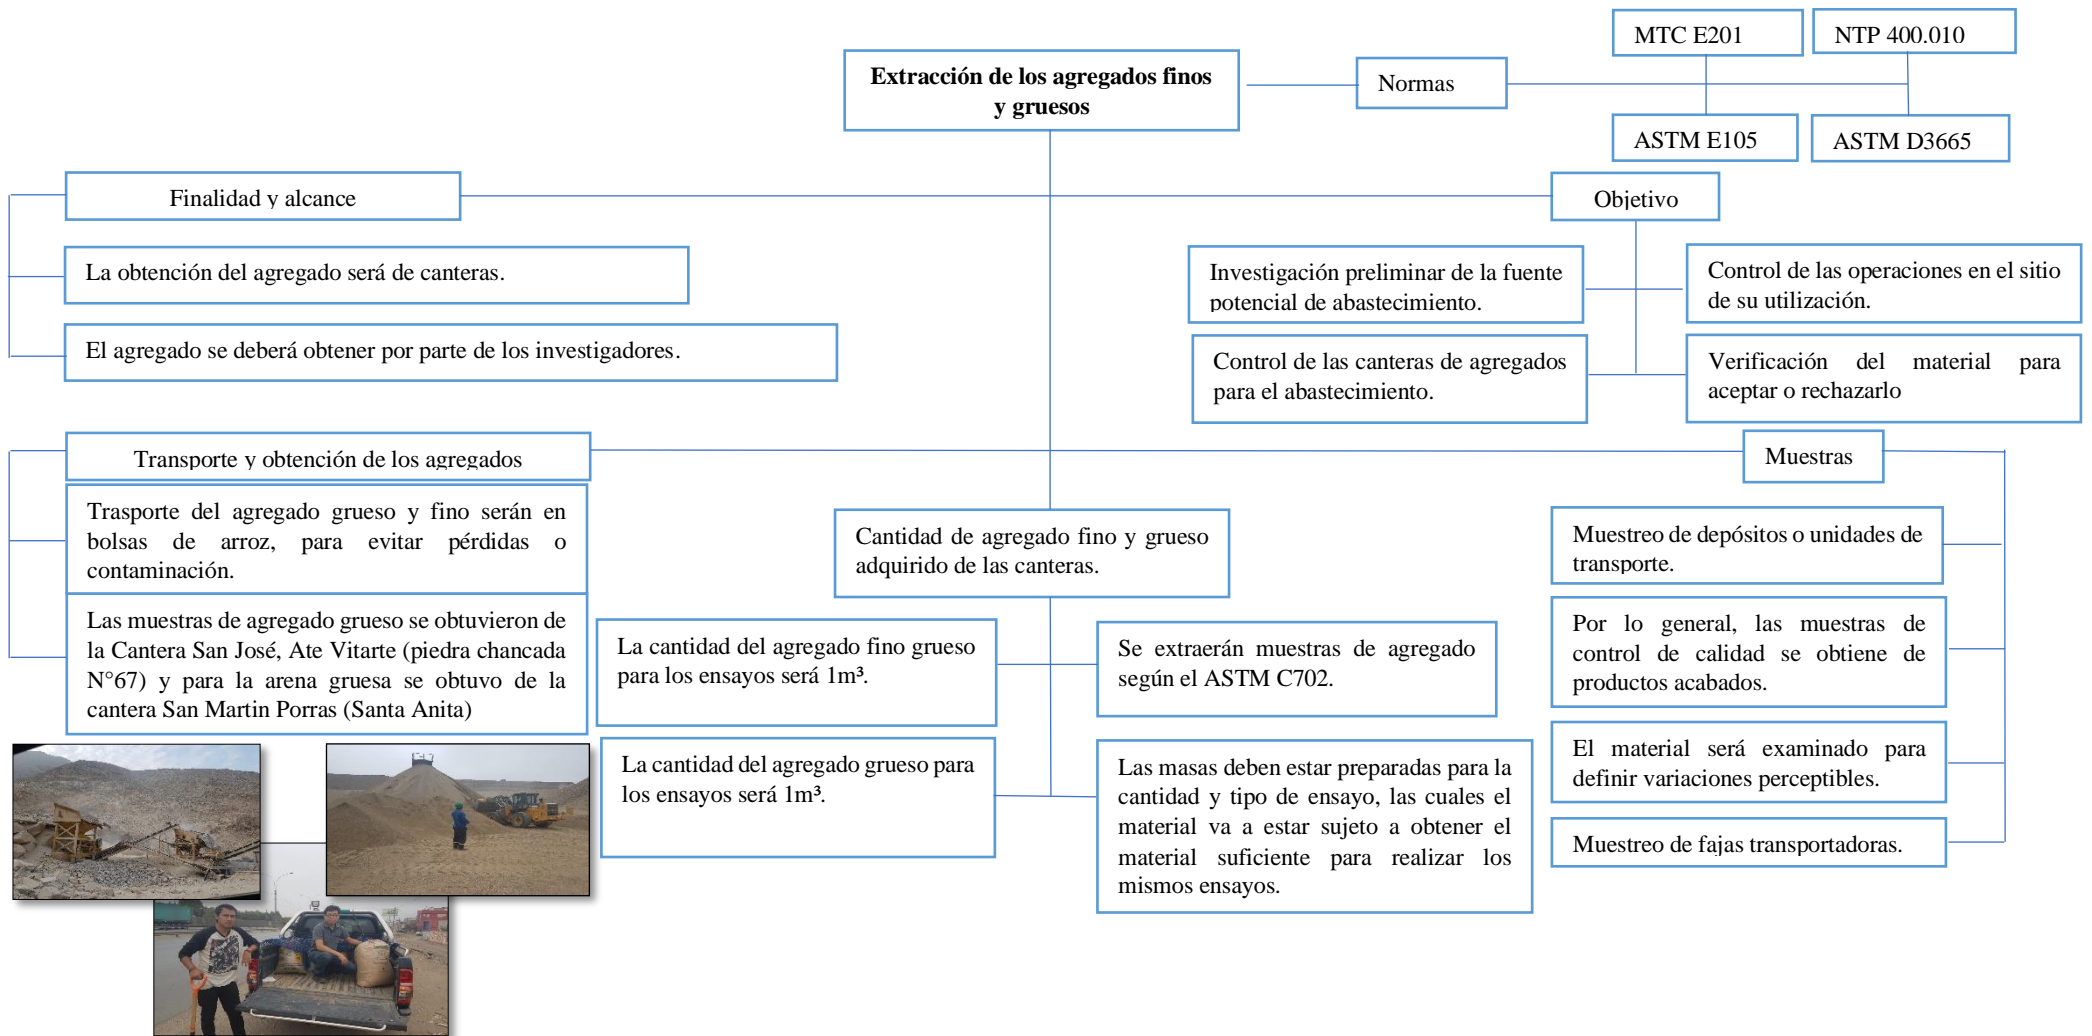 Extracción de los agregados finos
y gruesos
Normas
MTC E201
NTP 400.010
ASTM E105
ASTM D3665
Finalidad y alcance
La obtención del agregado será de canteras.
El agregado se deberá obtener por parte de los investigadores.
Objetivo
Investigación preliminar de la fuente
potencial de abastecimiento.
Control de las operaciones en el sitio
de su utilización.
Control de las canteras de agregados
para el abastecimiento.
Verificación del material para
aceptar o rechazarlo
Transporte y obtención de los agregados
Trasporte del agregado grueso y fino serán en
bolsas de arroz, para evitar pérdidas o
contaminación.
Las muestras de agregado grueso se obtuvieron de
la Cantera San José, Ate Vitarte (piedra chancada
N°67) y para la arena gruesa se obtuvo de la
cantera San Martin Porras (Santa Anita)
Cantidad de agregado fino y grueso
adquirido de las canteras.
La cantidad del agregado fino grueso
para los ensayos será 1m³.
Se extraerán muestras de agregado
según el ASTM C702.
La cantidad del agregado grueso para
los ensayos será 1m³.
Las masas deben estar preparadas para la
cantidad y tipo de ensayo, las cuales el
material va a estar sujeto a obtener el
material suficiente para realizar los
mismos ensayos.
Muestras
Muestreo de depósitos o unidades de
transporte.
Por lo general, las muestras de
control de calidad se obtiene de
productos acabados.
El material será examinado para
definir variaciones perceptibles.
Muestreo de fajas transportadoras.